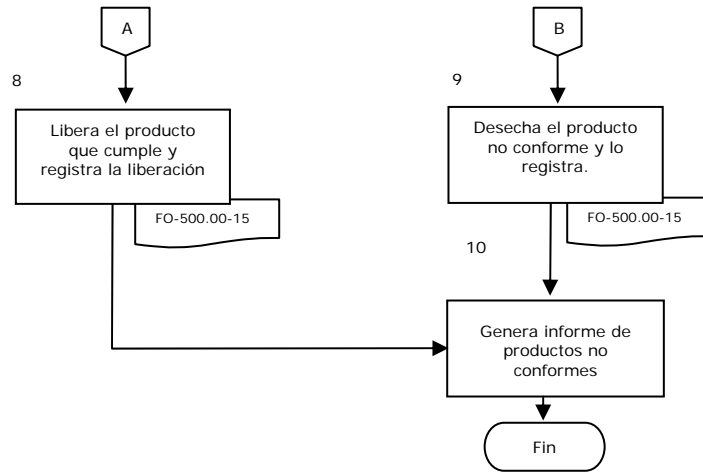 A
B
8
9
Libera el producto
que cumple y
registra la liberación
FO-500.00-15
Desecha el producto
no conforme y lo
registra.
FO-500.00-15
10
Genera informe de
productos no
conformes
Fin